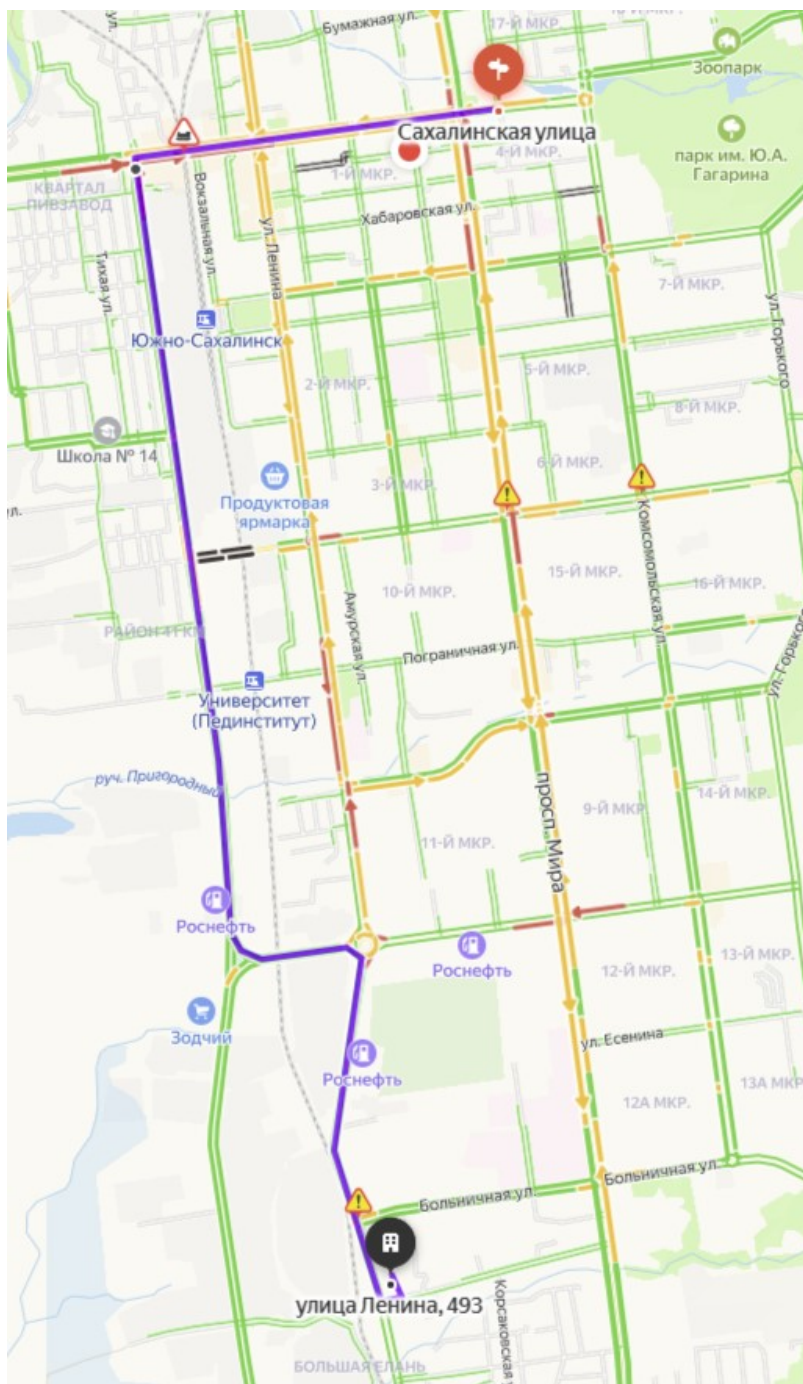 Бумажная ул.
17-Й МКР.
Зоопарк
Сахалинская улица
4-Й МКР.
парк им. Ю.А.
Гагарина
КВАРТАЛ
ПИВЗАВОД
1-Й МКР.
Вокзальная ул.
Хабаровская ул.
ул. Ленина
Тихая ул.
7-Й МКР.
ул. Горького
Южно-Сахалинск
2-Й МКР.
5-Й МКР.
8-Й МКР.
Школа № 14
6-Й МКР.
3-Й МКР.
Продуктовая
ярмарка
Комсомольская ул.
15-Й МКР.
16-Й МКР.
10-Й МКР.
Амурская ул.
РАЙОН 41 КМ
Пограничная ул.
ул. Горького
Университет
(Пединститут)
руч. Пригородный
просп. Мира
9-Й МКР.
14-Й МКР.
11-Й МКР.
Роснефть
Роснефть
12-Й МКР.
13-Й МКР.
Зодчий
ул. Есенина
Роснефть
13А МКР.
12А МКР.
Больничная ул.
Больничная ул.
улица Ленина, 493
Корсаковская
БОЛЬШАЯ ЕЛАНЬ